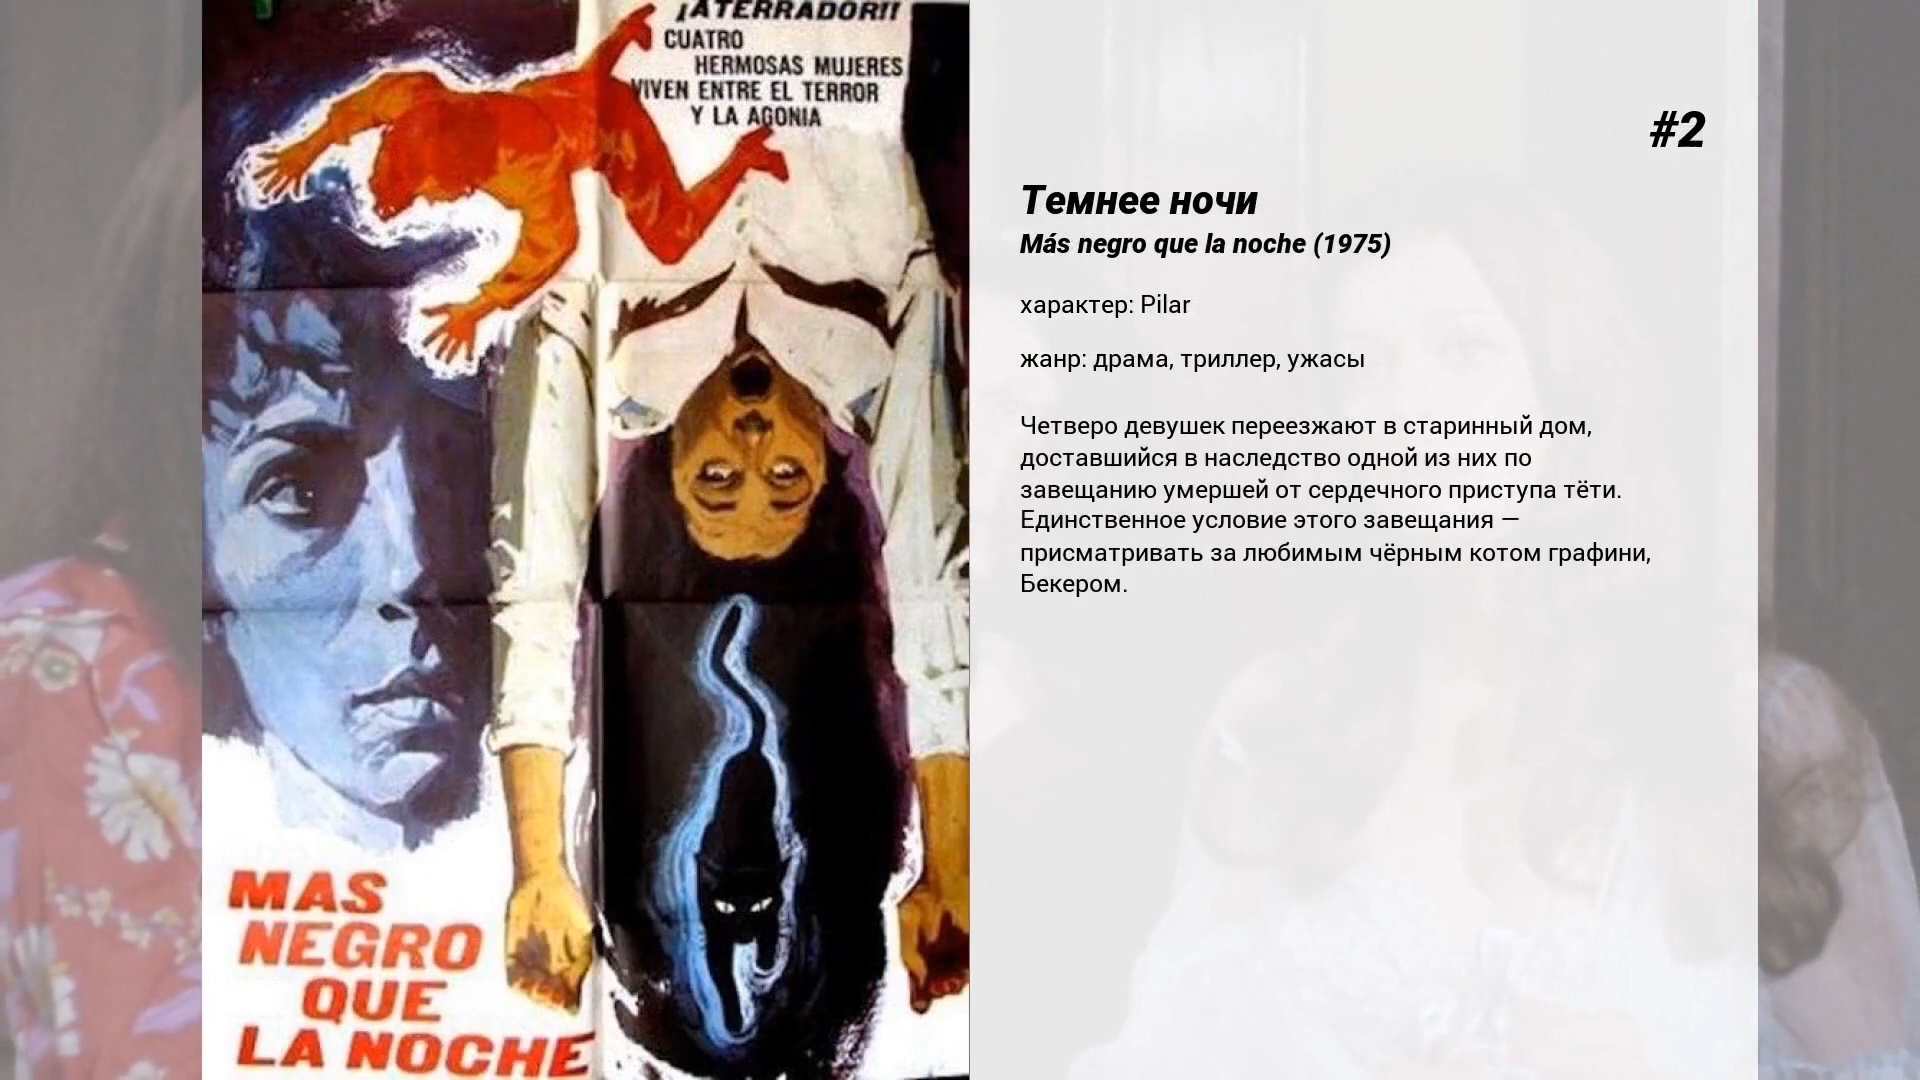 ¡ATERRADOR!!
CUATRO
HERMOSAS MUJERES
VIVEN ENTRE EL TERROR
Y LA AGONIA
MAS
NEGRO
QUE
LA NOCHE
#2
Темнее ночи
Más negro que la noche (1975)
характер: Pilar
жанр: драма, триллер, ужасы
Четверо девушек переезжают в старинный дом,
доставшийся в наследство одной из них по
завещанию умершей от сердечного приступа тёти.
Единственное условие этого завещания —
присматривать за любимым чёрным котом графини,
Бекером.